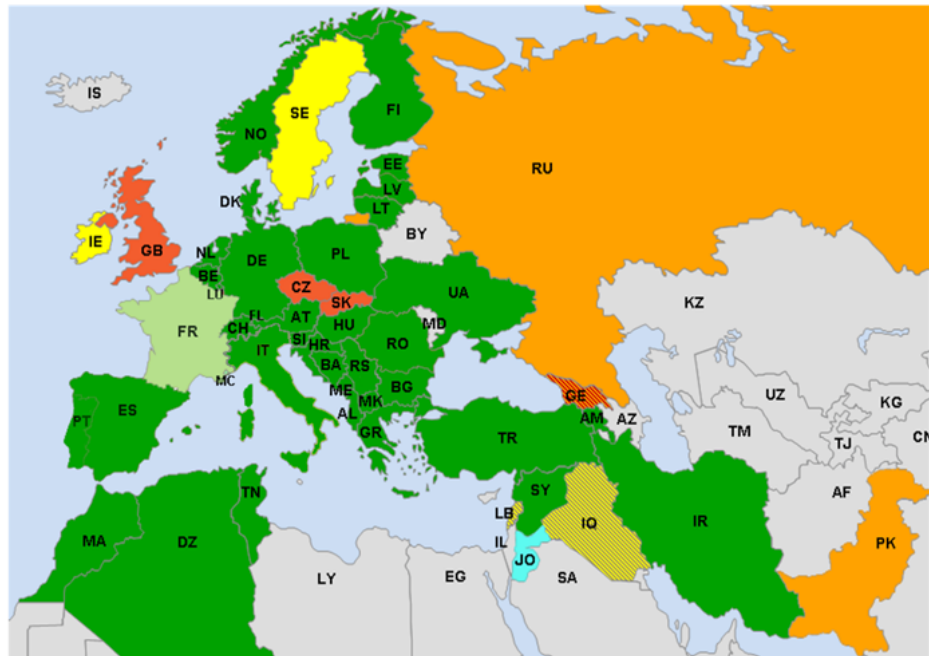 IS
SE
FI
NO
RU
EE
LV
DK
LT
IE
GB
BY
NL
DE
PL
BE
CZ
LU
UA
SK
KZ
FL
AT
FR
CH
HU
MD
SI
HR
IT
RO
BA
RS
MC
BG
ME
UZ
KG
ES
PT
MK
AL
GE
AM
AZ
GR
TR
TM
TJ
CN
AF
TN
SY
LB
IQ
IR
MA
DZ
IL
PK
JO
LY
EG
SA